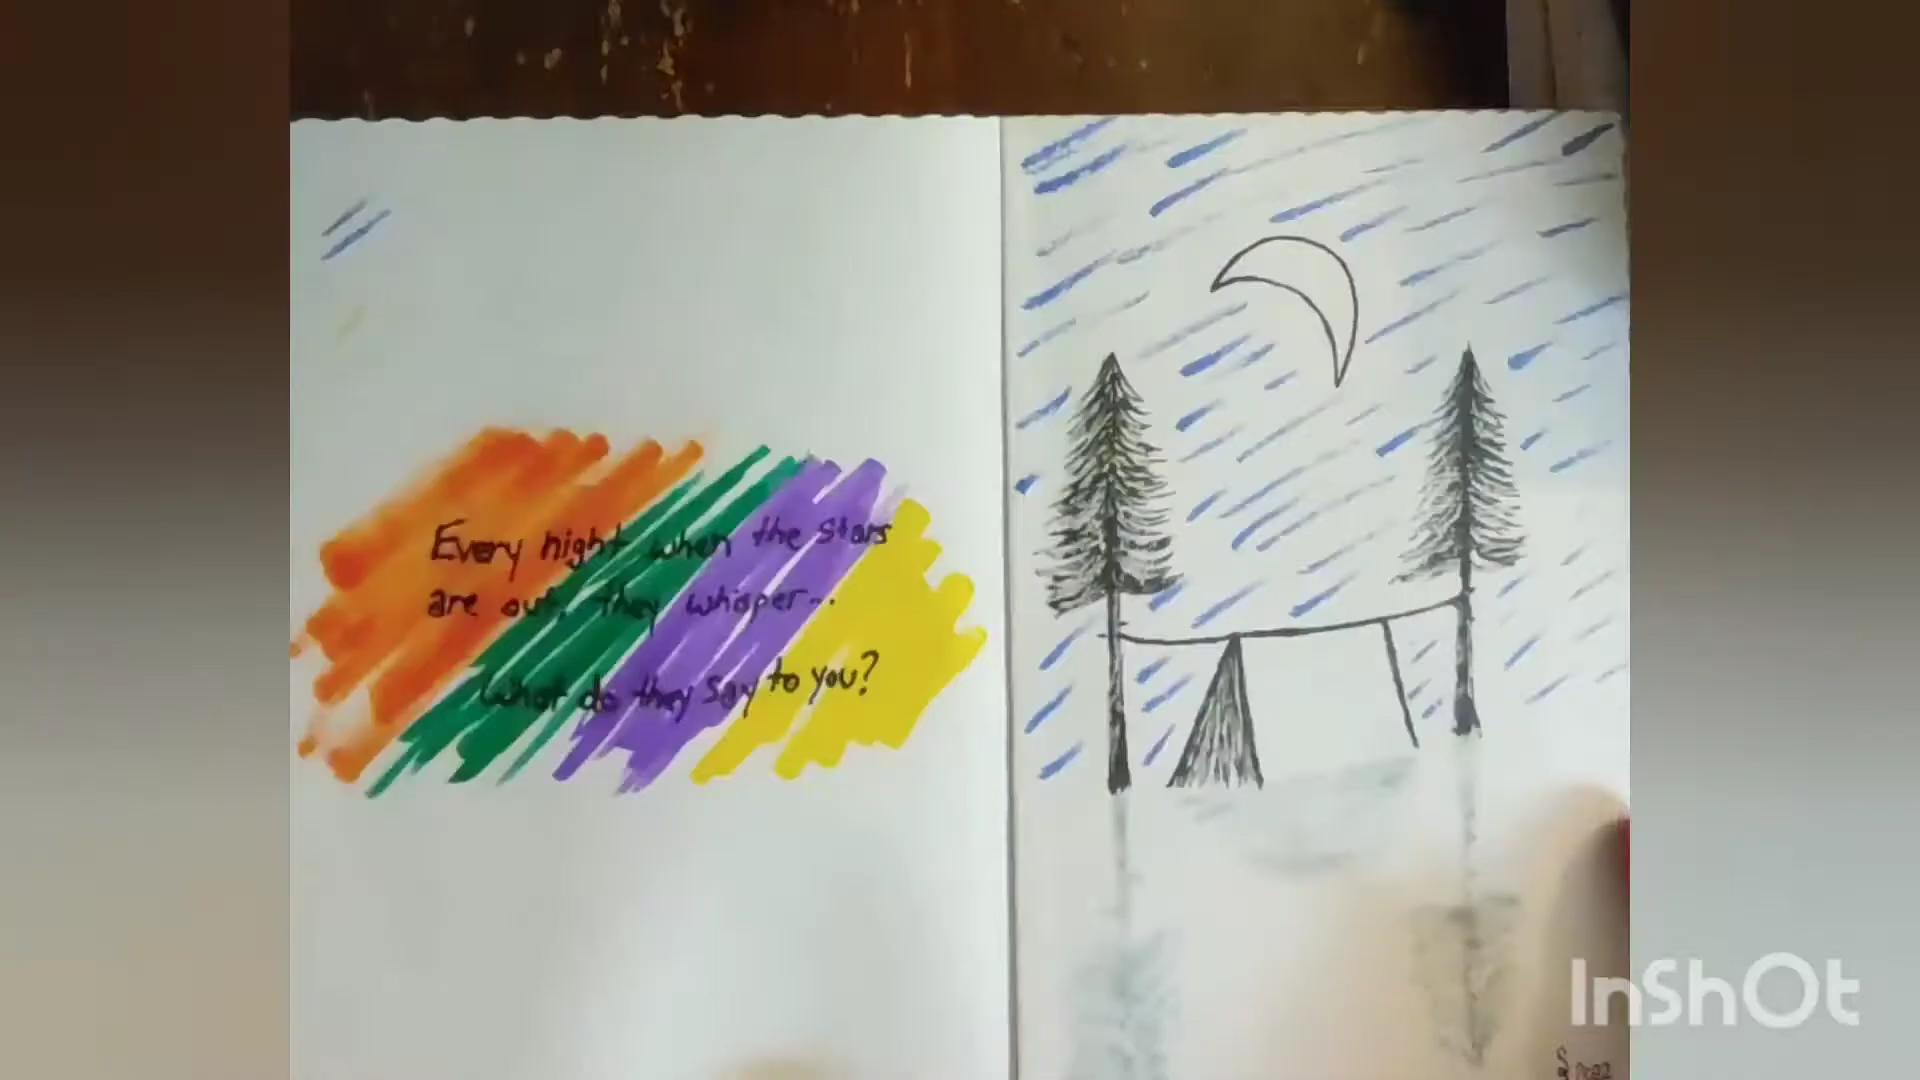 Every night when the stars
are out, they whisper...
What do they say to you?
InShOt